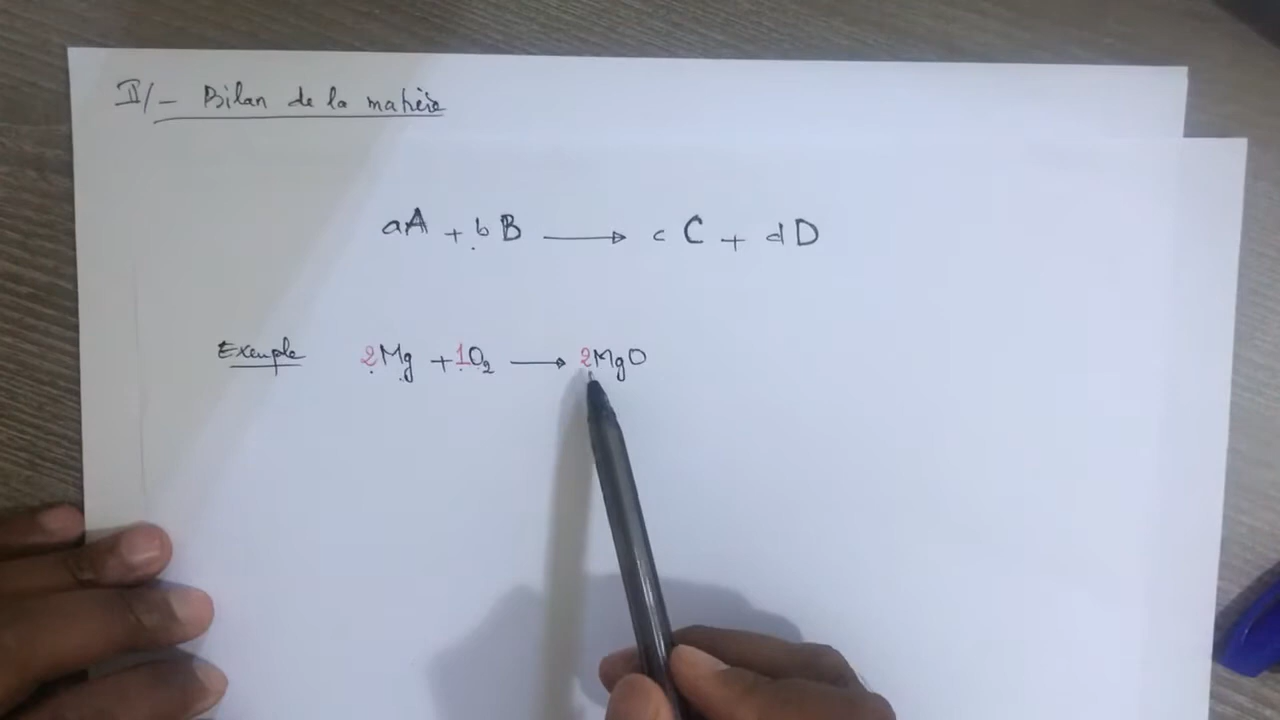 II/- Bilan de la matière
aA + bB → cC + dD
Exemple 2Mg + 1O₂ → 2MgO